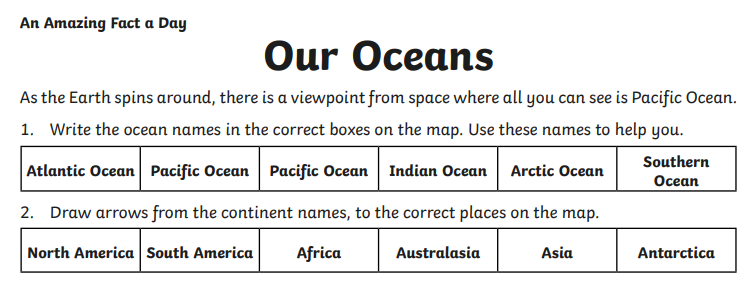 An Amazing Fact a Day
Our Oceans
As the Earth spins around, there is a viewpoint from space where all you can see is Pacific Ocean.
1. Write the ocean names in the correct boxes on the map. Use these names to help you.
Atlantic Ocean Pacific Ocean Pacific Ocean Indian Ocean Arctic Ocean Southern Ocean
2. Draw arrows from the continent names, to the correct places on the map.
North America South America Africa Australasia Asia Antarctica